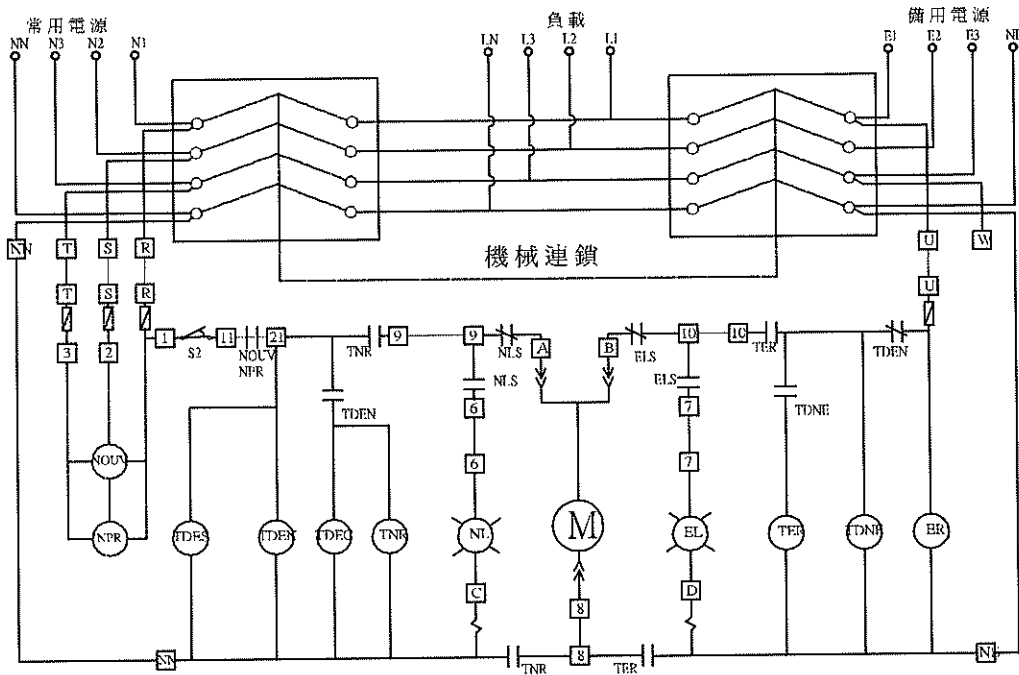 常用電源 負載 備用電源
NN N3 N2 N1 LN L3 L2 L1 E1 E2 E3
機械連鎖
NN T S R U W
T S R U
1 S2 11 NOUV NPR 21 TNR 9 9 NLS A B ELS 10 10 TER TDEN
3 2
NLS ELS
TDEN TDNE
6 7
6 7
NOUV
NPR TDES TDEN TNR NL M EL TER TDNE ER
C 8 D
NN TNR 8 TER